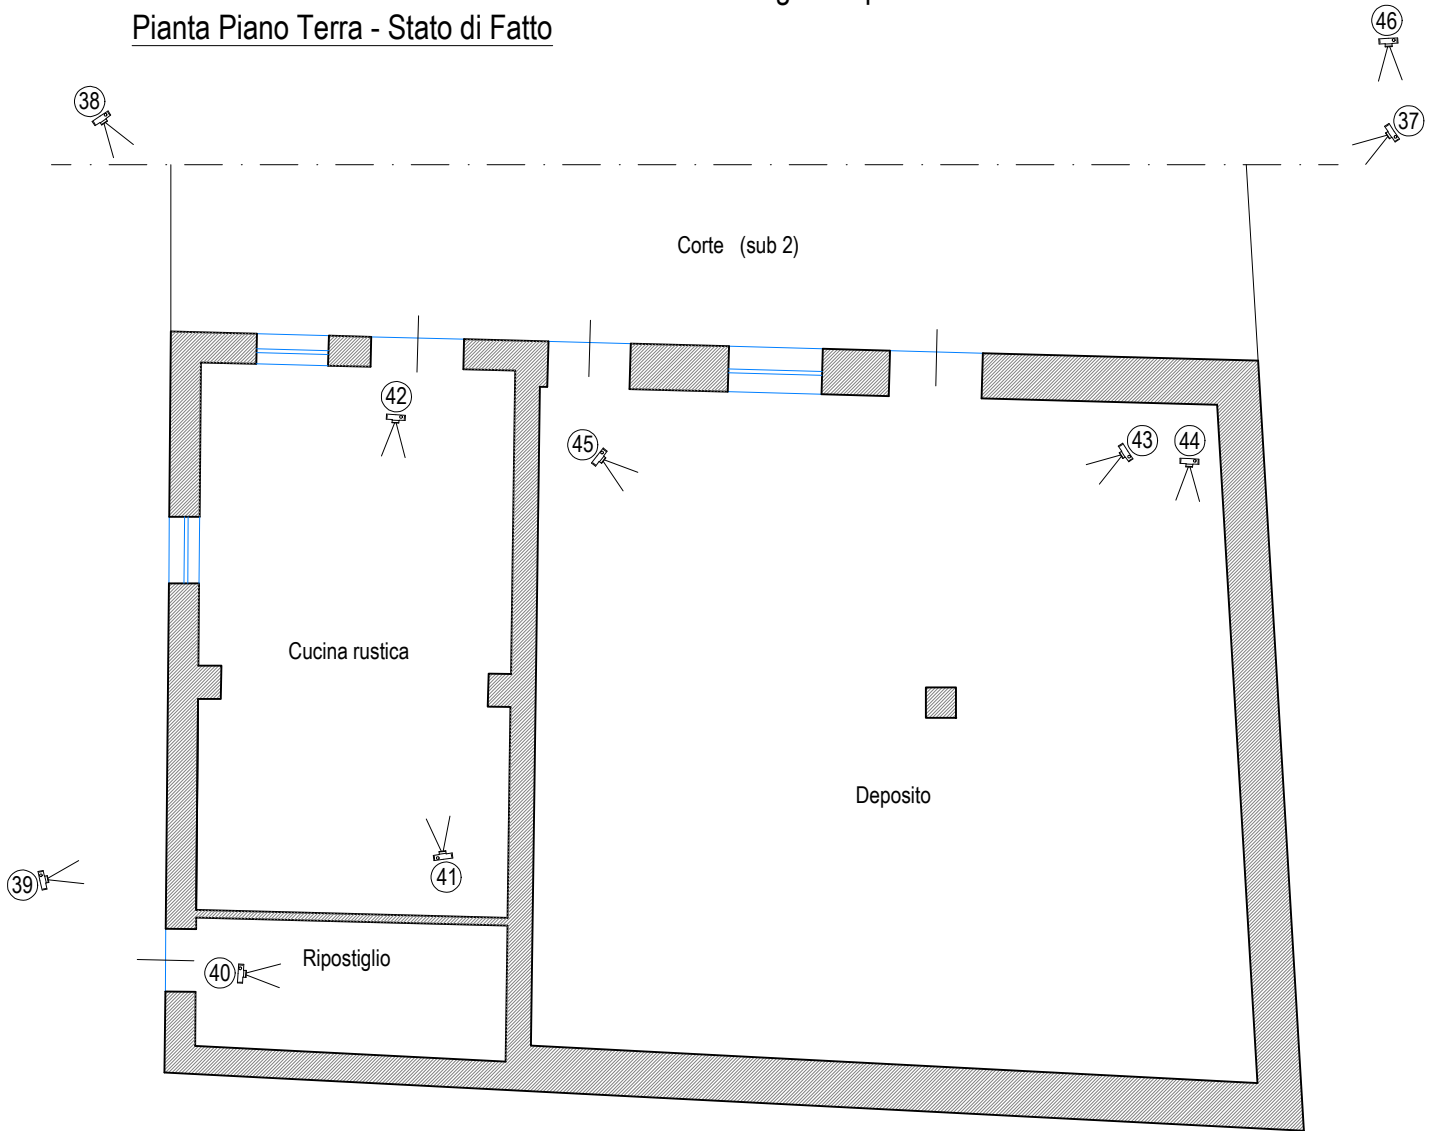 Pianta Piano Terra - Stato di Fatto
46
38
37
Corte (sub 2)
42
45
43
44
Cucina rustica
Deposito
41
39
Ripostiglio
40